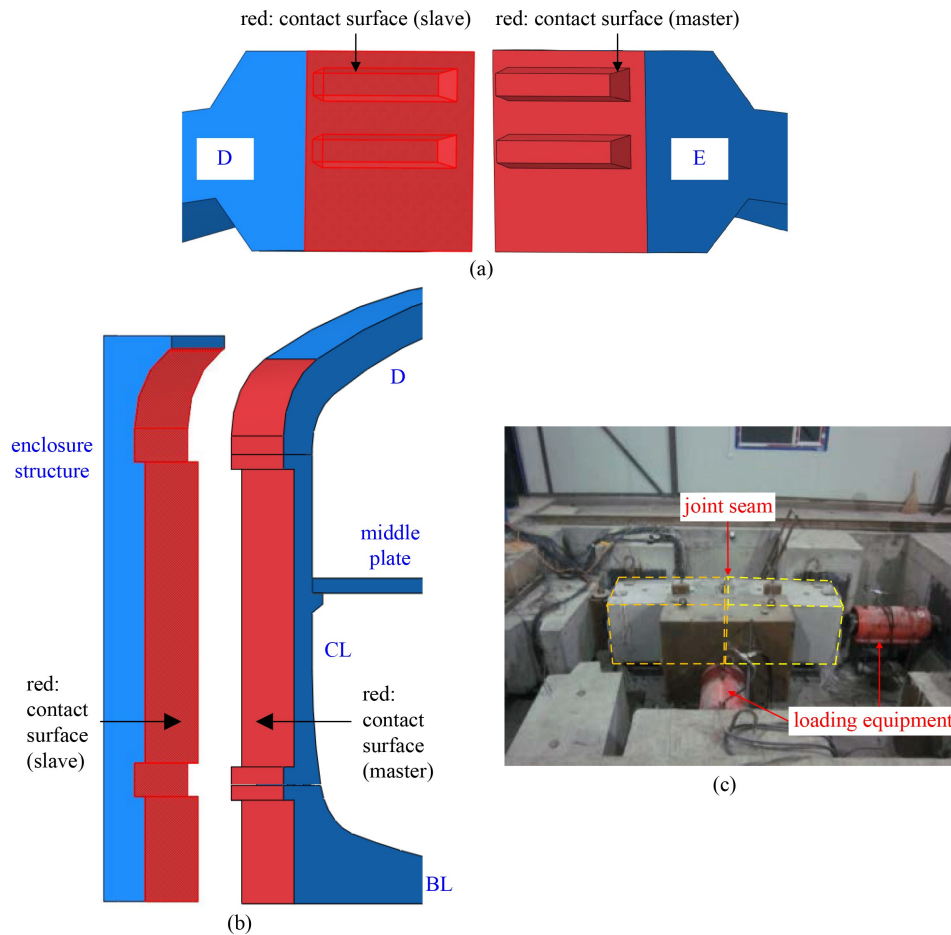 red: contact surface (slave)
red: contact surface (master)
D
E
(a)
D
enclosure
structure
middle
plate
CL
red:
contact
surface
(slave)
red:
contact
surface
(master)
BL
(b)
joint seam
loading equipment
(c)